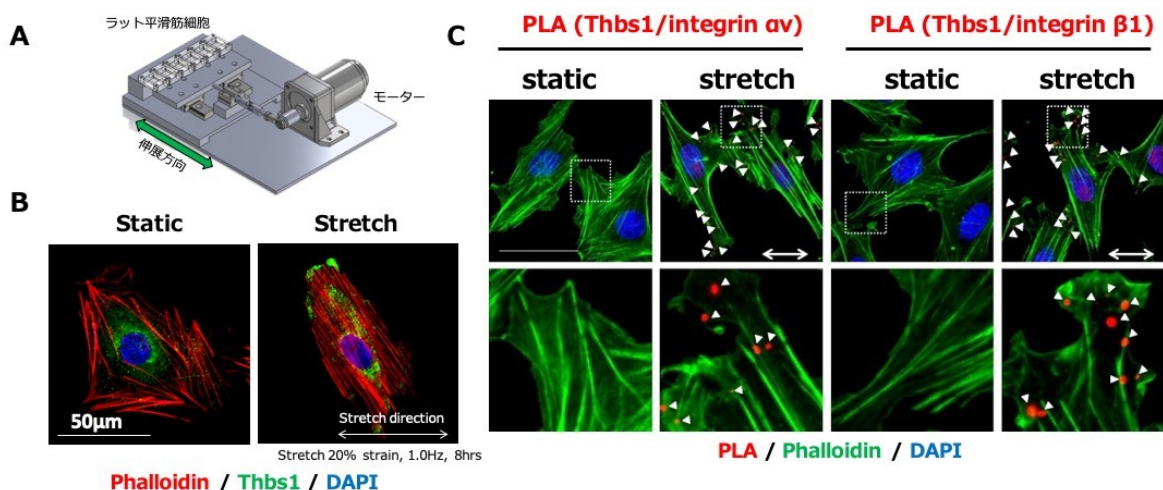 A
ラット平滑筋細胞
モーター
伸展方向
B
Static
Stretch
50μm
Stretch direction
Stretch 20% strain, 1.0Hz, 8hrs
Phalloidin / Thbs1 / DAPI
C
PLA (Thbs1/integrin αv)
PLA (Thbs1/integrin β1)
static
stretch
static
stretch
PLA / Phalloidin / DAPI